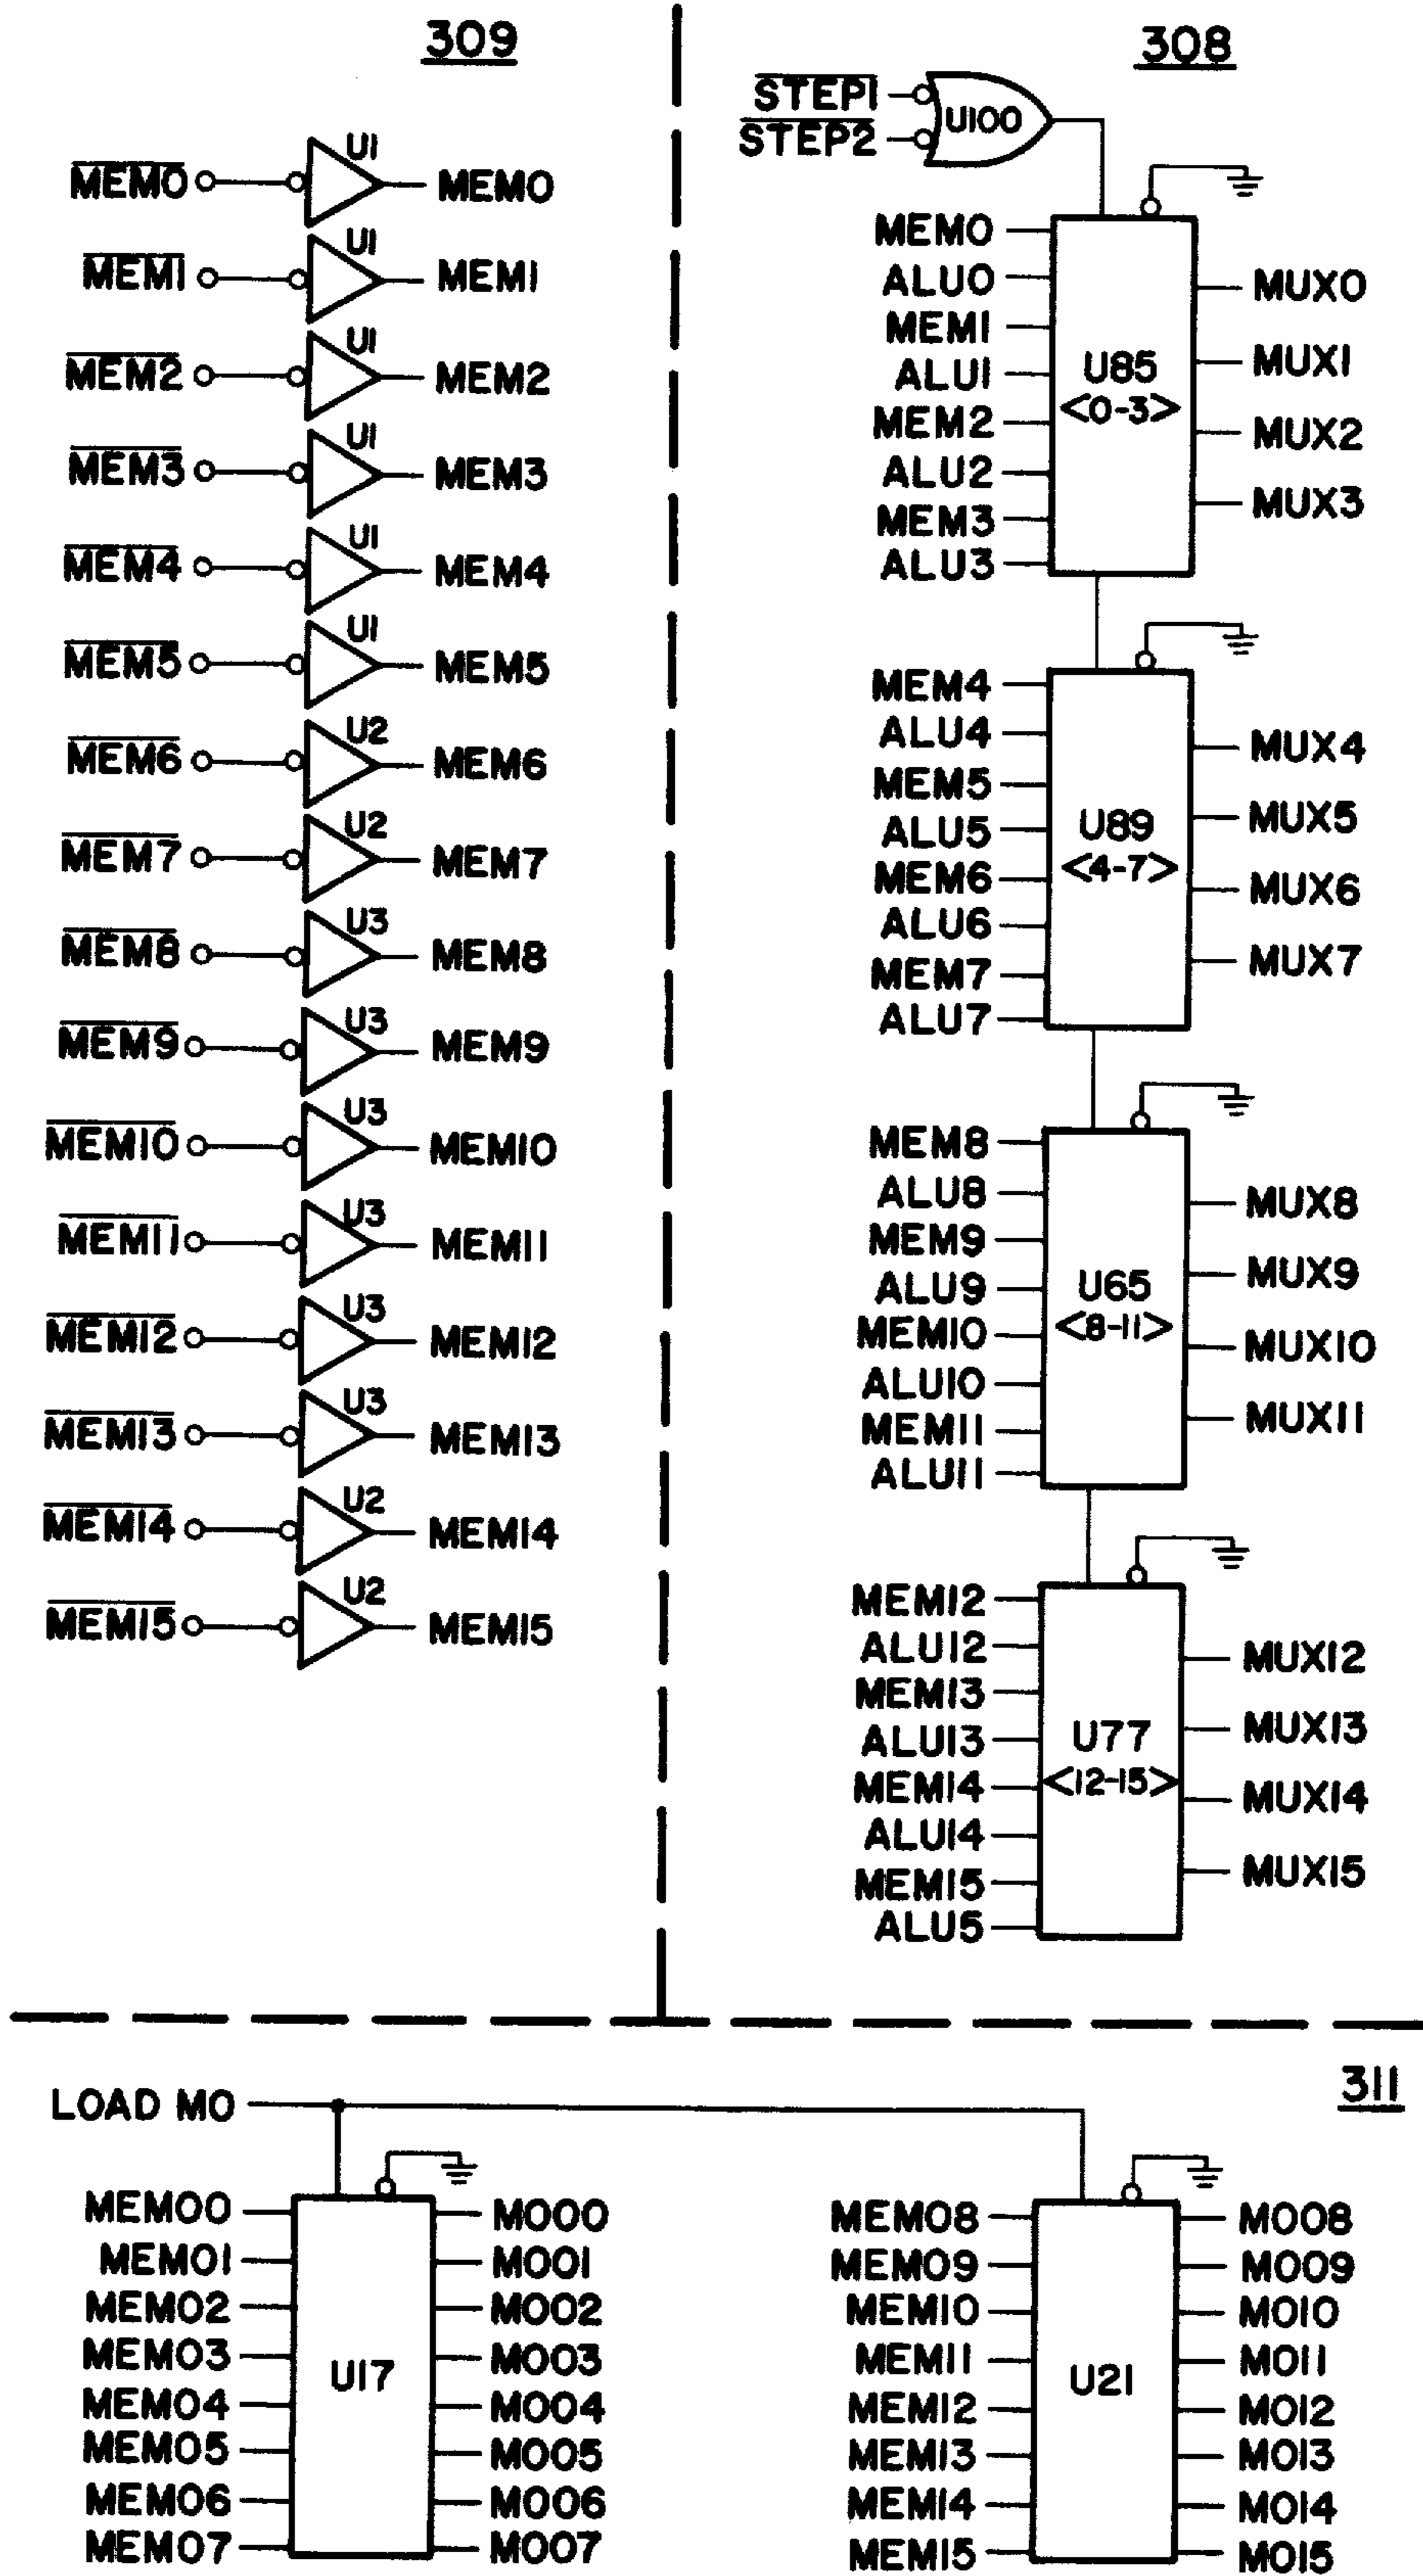 309
U1
MEM0 MEM0
U1
MEM1 MEM1
U1
MEM2 MEM2
U1
MEM3 MEM3
U1
MEM4 MEM4
U1
MEM5 MEM5
U2
MEM6 MEM6
U2
MEM7 MEM7
U3
MEM8 MEM8
U3
MEM9 MEM9
U3
MEM10 MEM10
U3
MEM11 MEM11
U3
MEM12 MEM12
U3
MEM13 MEM13
U2
MEM14 MEM14
U2
MEM15 MEM15
308
STEP1
STEP2
U100
MEM0
ALU0
MEM1
ALU1
MEM2
ALU2
MEM3
ALU3
U85
<0-3>
MUX0
MUX1
MUX2
MUX3
MEM4
ALU4
MEM5
ALU5
MEM6
ALU6
MEM7
ALU7
U89
<4-7>
MUX4
MUX5
MUX6
MUX7
MEM8
ALU8
MEM9
ALU9
MEM10
ALU10
MEM11
ALU11
U65
<8-11>
MUX8
MUX9
MUX10
MUX11
MEM12
ALU12
MEM13
ALU13
MEM14
ALU14
MEM15
ALU5
U77
<12-15>
MUX12
MUX13
MUX14
MUX15
311
LOAD MO
MEM00
MEM01
MEM02
MEM03
MEM04
MEM05
MEM06
MEM07
U17
MO00
MO01
MO02
MO03
MO04
MO05
MO06
MO07
MEM08
MEM09
MEM10
MEM11
MEM12
MEM13
MEM14
MEM15
U21
MO08
MO09
MO10
MO11
MO12
MO13
MO14
MO15